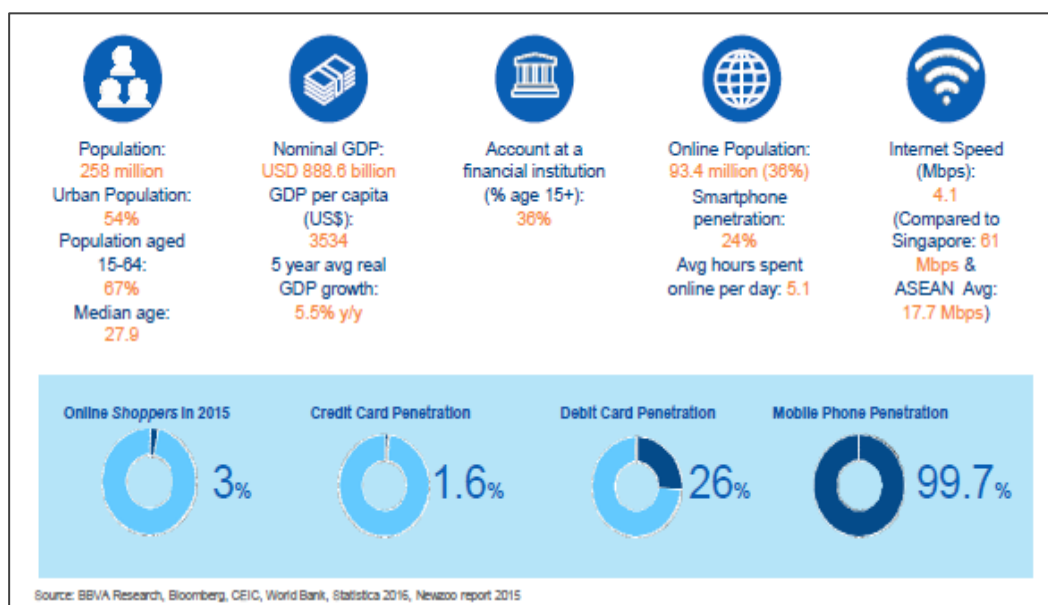 Population:
258 million
Urban Population:
54%
Population aged
15-64:
67%
Median age:
27.9
Nominal GDP:
USD 888.6 billion
GDP per capita
(US$):
3534
5 year avg real
GDP growth:
5.5% y/y
Account at a
financial institution
(% age 15+):
36%
Online Population:
93.4 million (36%)
Smartphone
penetration:
24%
Avg hours spent
online per day: 5.1
Internet Speed
(Mbps):
4.1
(Compared to
Singapore: 61
Mbps &
ASEAN Avg:
17.7 Mbps)
Online Shoppers in 2015
3%
Credit Card Penetration
1.6%
Debit Card Penetration
26%
Mobile Phone Penetration
99.7%
Source: BBVA Research, Bloomberg, CEIC, World Bank, Statistica 2016, Newzoo report 2015